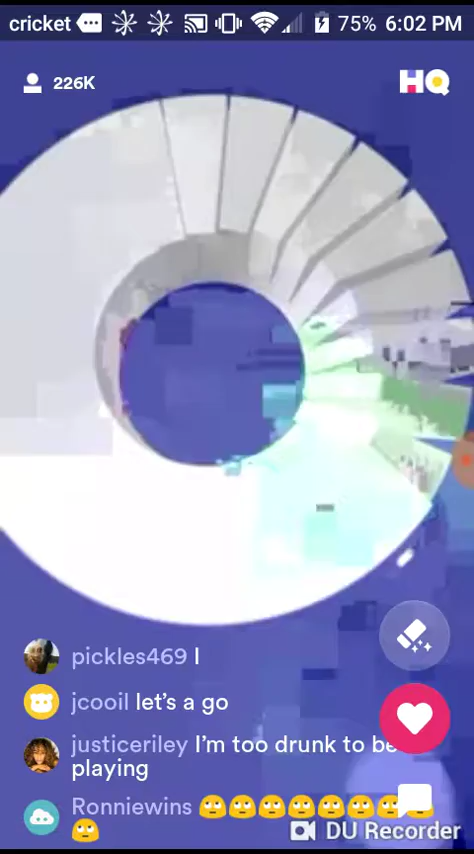 cricket 75% 6:02 PM
226K HQ
pickles469 I
jcooil let's a go
justiceriley I'm too drunk to be
playing
Ronniewins 🙄🙄🙄🙄🙄🙄🙄🙄
🙄
DU Recorder